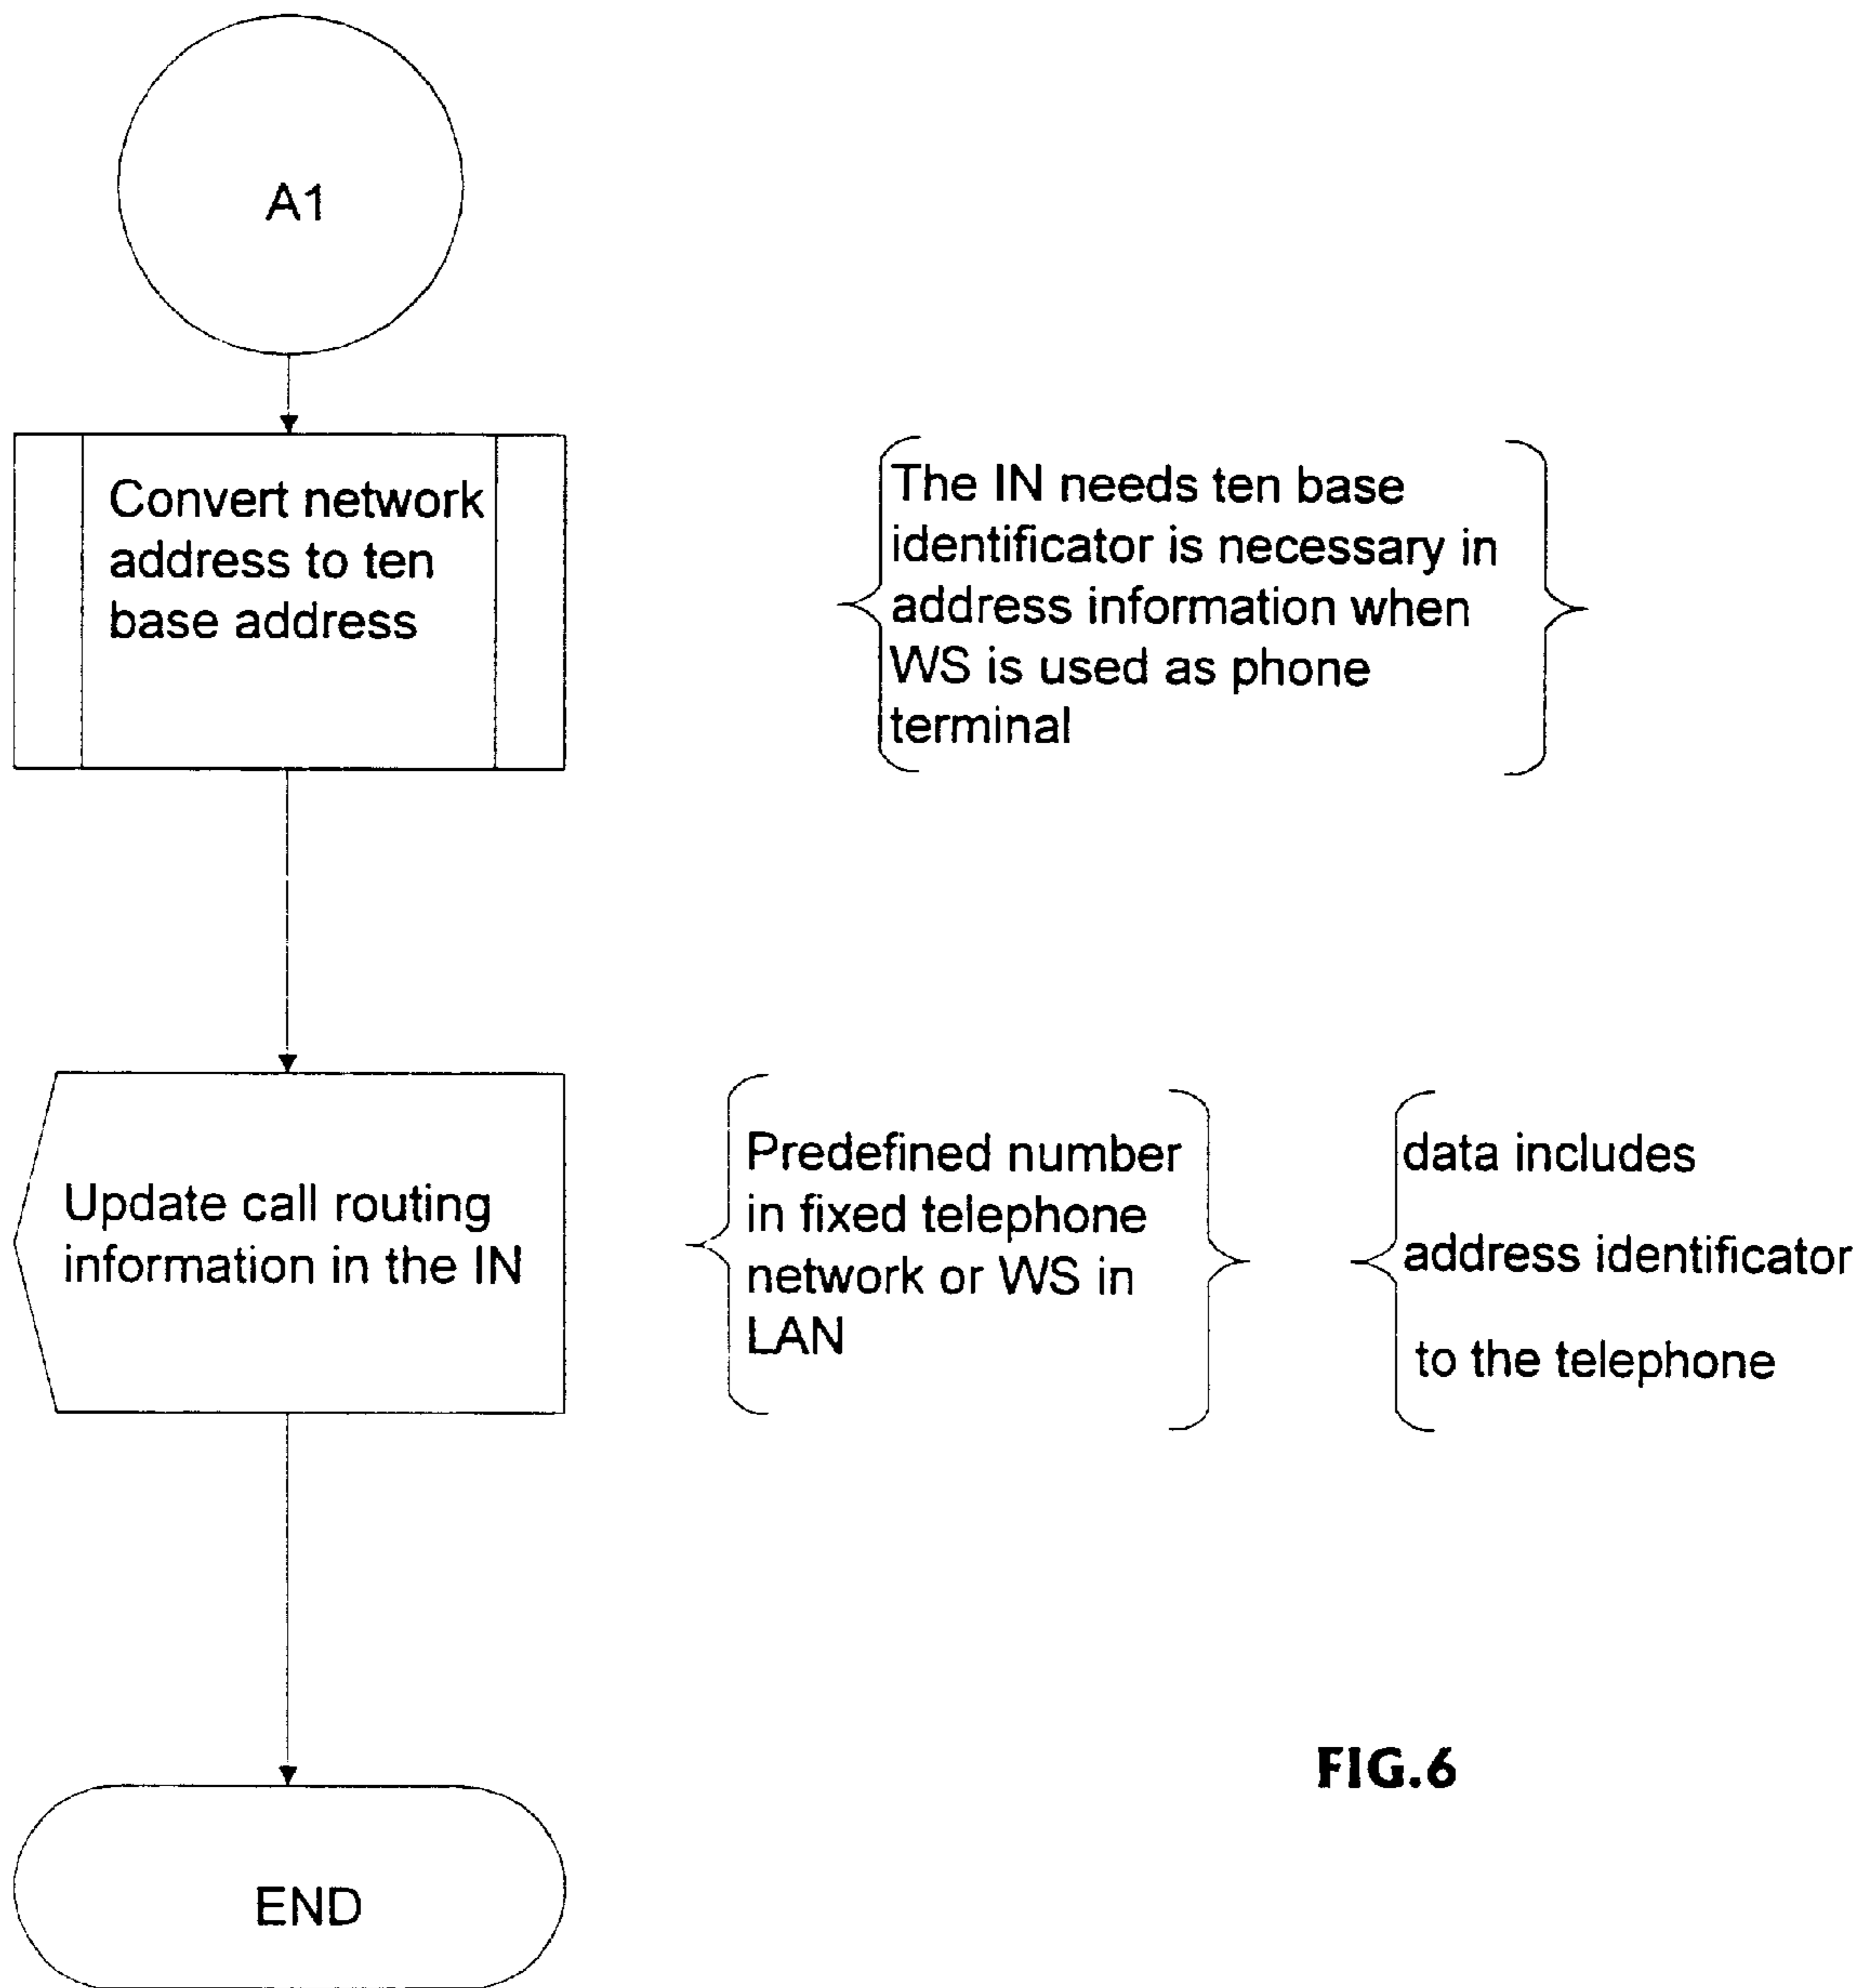 A1
Convert network
address to ten
base address
The IN needs ten base
identificator is necessary in
address information when
WS is used as phone
terminal
Update call routing
information in the IN
Predefined number
in fixed telephone
network or WS in
LAN
data includes
address identificator
to the telephone
END
FIG.6